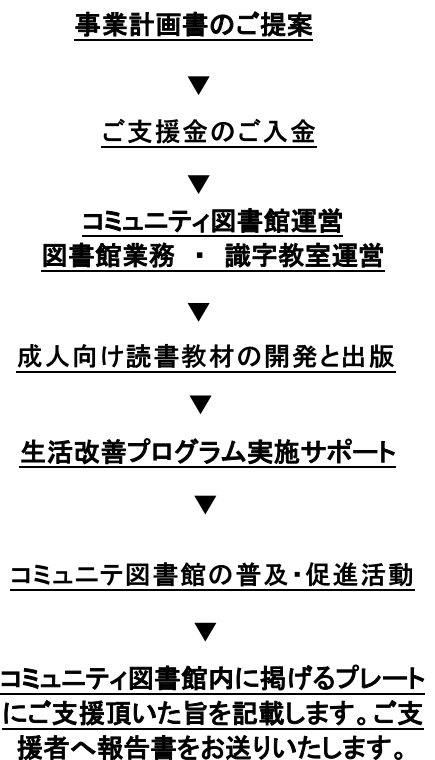 事業計画書のご提案
▼
ご支援金のご入金
▼
コミュニティ図書館運営
図書館業務 ・ 識字教室運営
▼
成人向け読書教材の開発と出版
▼
生活改善プログラム実施サポート
▼
コミュニテ図書館の普及・促進活動
▼
コミュニティ図書館内に掲げるプレート
にご支援頂いた旨を記載します。ご支
援者へ報告書をお送りいたします。